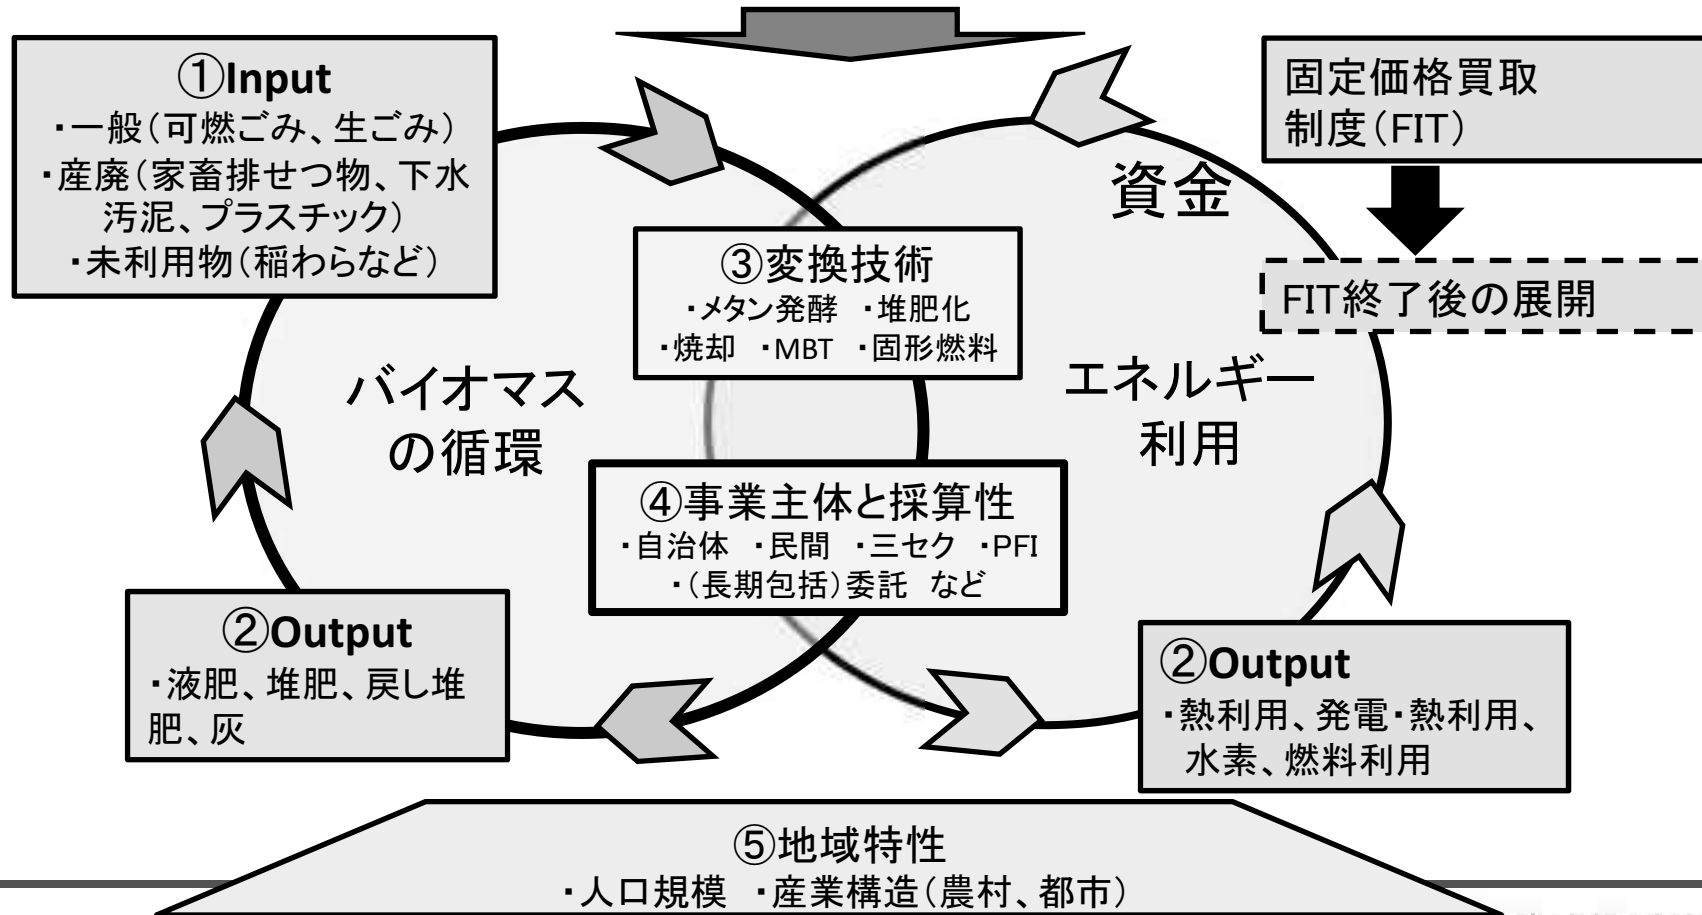 ①Input
・一般(可燃ごみ、生ごみ)
・産廃(家畜排せつ物、下水
汚泥、プラスチック)
・未利用物(稲わらなど)
固定価格買取
制度(FIT)
資金
FIT終了後の展開
③変換技術
・メタン発酵 ・堆肥化
・焼却 ・MBT ・固形燃料
バイオマス
の循環
エネルギー
利用
④事業主体と採算性
・自治体 ・民間 ・三セク ・PFI
・(長期包括)委託 など
②Output
・液肥、堆肥、戻し堆
肥、灰
②Output
・熱利用、発電・熱利用、
水素、燃料利用
⑤地域特性
・人口規模 ・産業構造(農村、都市)